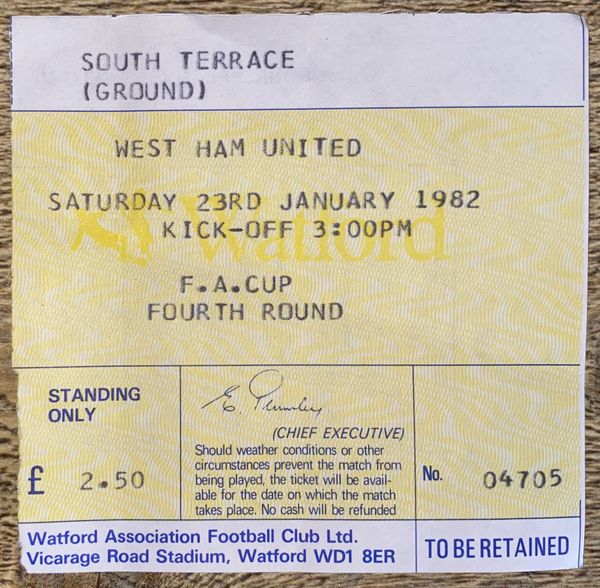 SOUTH TERRACE
(GROUND)
WEST HAM UNITED
SATURDAY 23RD JANUARY 1982
KICK-OFF 3:00PM
Watford
F.A.CUP
FOURTH ROUND
STANDING
ONLY
£ 2.50
E. Plumley
(CHIEF EXECUTIVE)
Should weather conditions or other
circumstances prevent the match from
being played, the ticket will be avail-
able for the date on which the match
takes place. No cash will be refunded
No. 04705
Watford Association Football Club Ltd.
Vicarage Road Stadium, Watford WD1 8ER
TO BE RETAINED